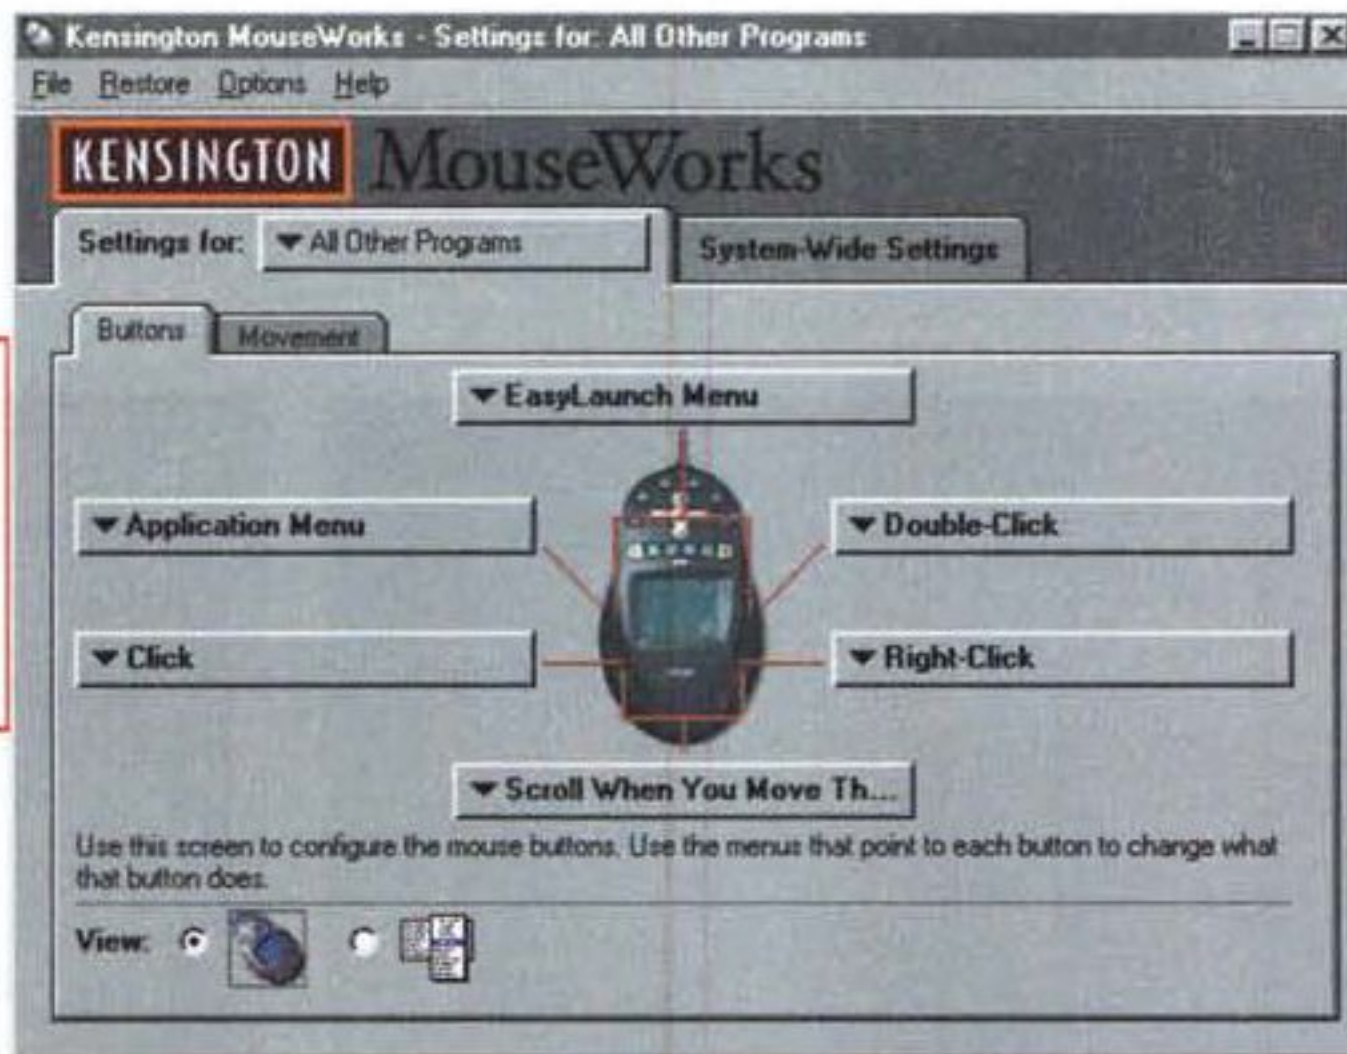 Kensington MouseWorks - Settings for: All Other Programs
File Restore Options Help
KENSINGTON MouseWorks
Settings for: All Other Programs
System-Wide Settings
Buttons Movement
EasyLaunch Menu
Application Menu
Double-Click
Click
Right-Click
Scroll When You Move Th...
Use this screen to configure the mouse buttons. Use the menus that point to each button to change what
that button does.
View: